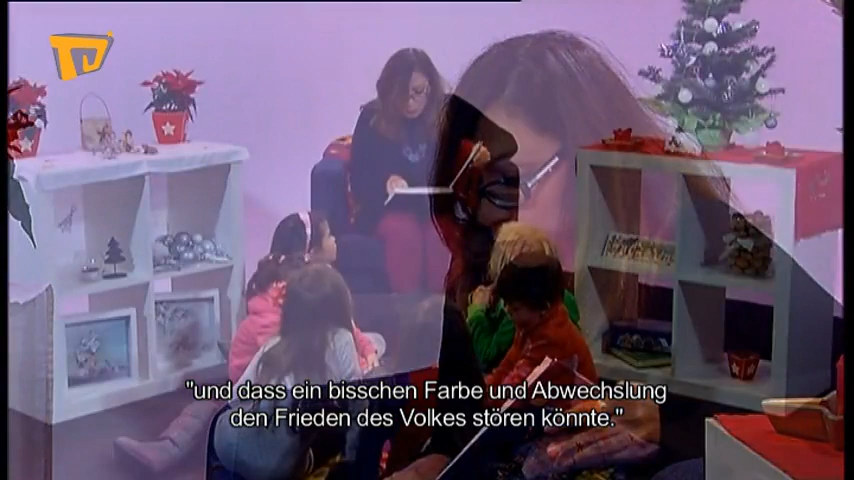 "und dass ein bisschen Farbe und Abwechslung
den Frieden des Volkes stören könnte."